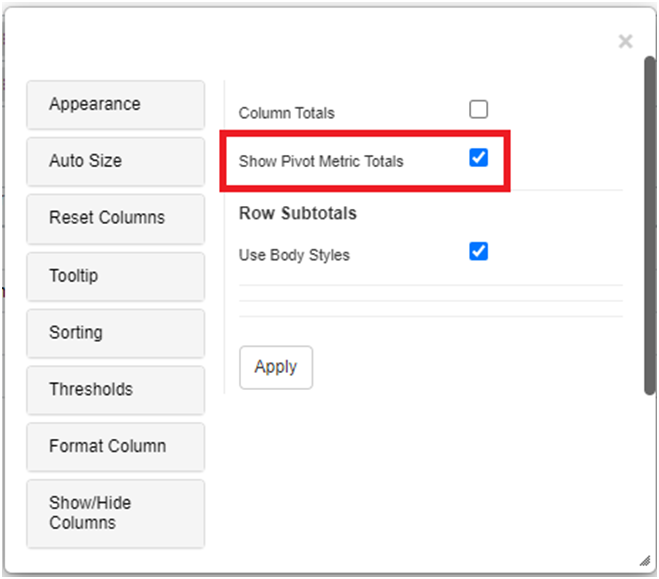 ×
Appearance
Auto Size
Reset Columns
Tooltip
Sorting
Thresholds
Format Column
Show/Hide
Columns
Column Totals
Show Pivot Metric Totals
Row Subtotals
Use Body Styles
Apply